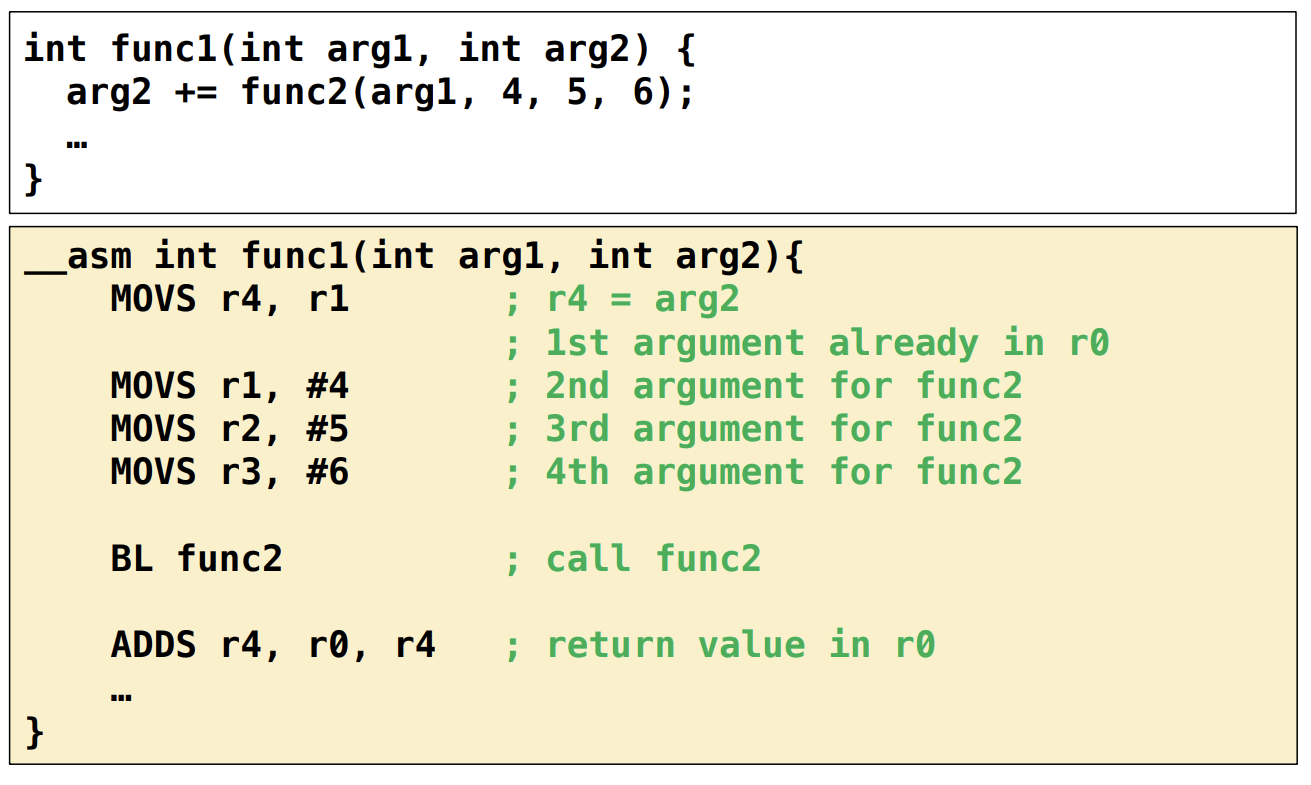 int func1(int arg1, int arg2) {
  arg2 += func2(arg1, 4, 5, 6);
  …
}
__asm int func1(int arg1, int arg2){
    MOVS r4, r1       ; r4 = arg2
                      ; 1st argument already in r0
    MOVS r1, #4       ; 2nd argument for func2
    MOVS r2, #5       ; 3rd argument for func2
    MOVS r3, #6       ; 4th argument for func2
    BL func2          ; call func2
    ADDS r4, r0, r4   ; return value in r0
    …
}